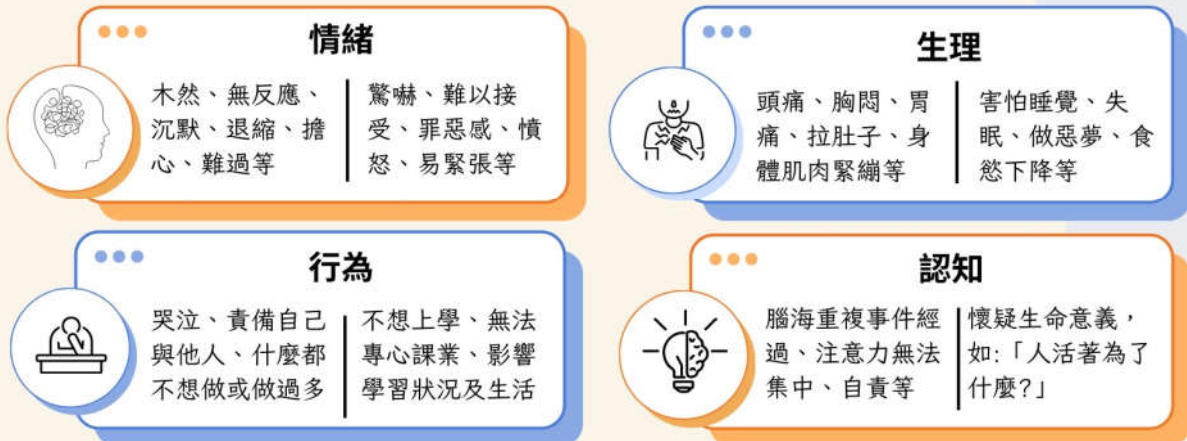 情緒
木然、無反應、
沉默、退縮、擔
心、難過等
驚嚇、難以接
受、罪惡感、憤
怒、易緊張等
生理
頭痛、胸悶、胃
痛、拉肚子、身
體肌肉緊繃等
害怕睡覺、失
眠、做惡夢、食
慾下降等
行為
哭泣、責備自己
與他人、什麼都
不想做或做過多
不想上學、無法
專心課業、影響
學習狀況及生活
認知
腦海重複事件經
過、注意力無法
集中、自責等
懷疑生命意義，
如:「人活著為了
什麼?」